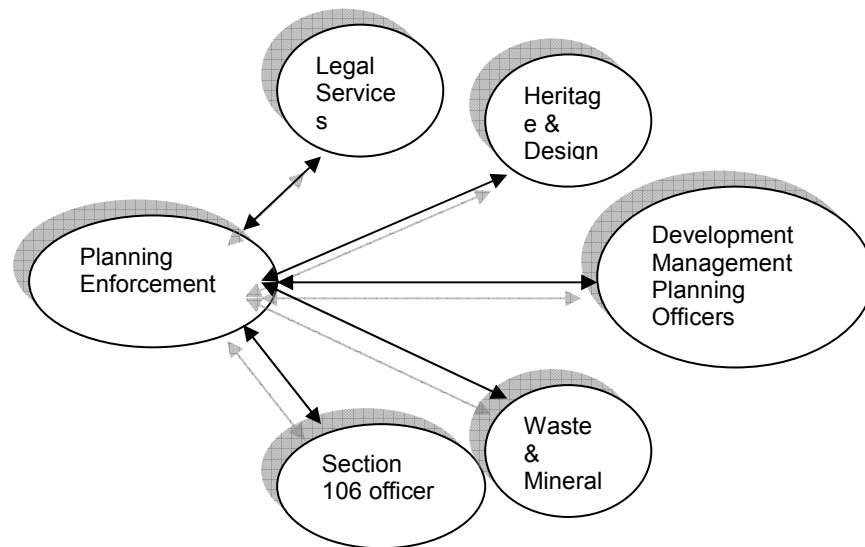 Legal
Service
s
Heritag
e &
Design
Planning
Enforcement
Development
Management
Planning
Officers
Section
106 officer
Waste
&
Mineral